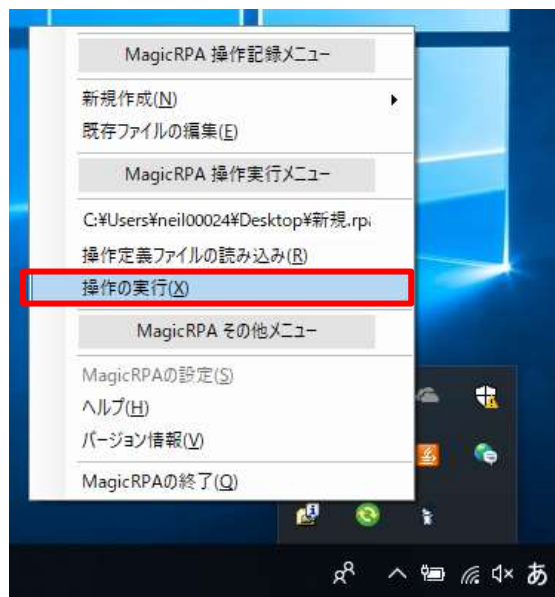 MagicRPA 操作記録メニュー
新規作成(N)
既存ファイルの編集(E)
MagicRPA 操作実行メニュー
C:¥Users¥neil00024¥Desktop¥新規.rpa
操作定義ファイルの読み込み(R)
操作の実行(X)
MagicRPA その他メニュー
MagicRPAの設定(S)
ヘルプ(H)
バージョン情報(V)
MagicRPAの終了(Q)
あ